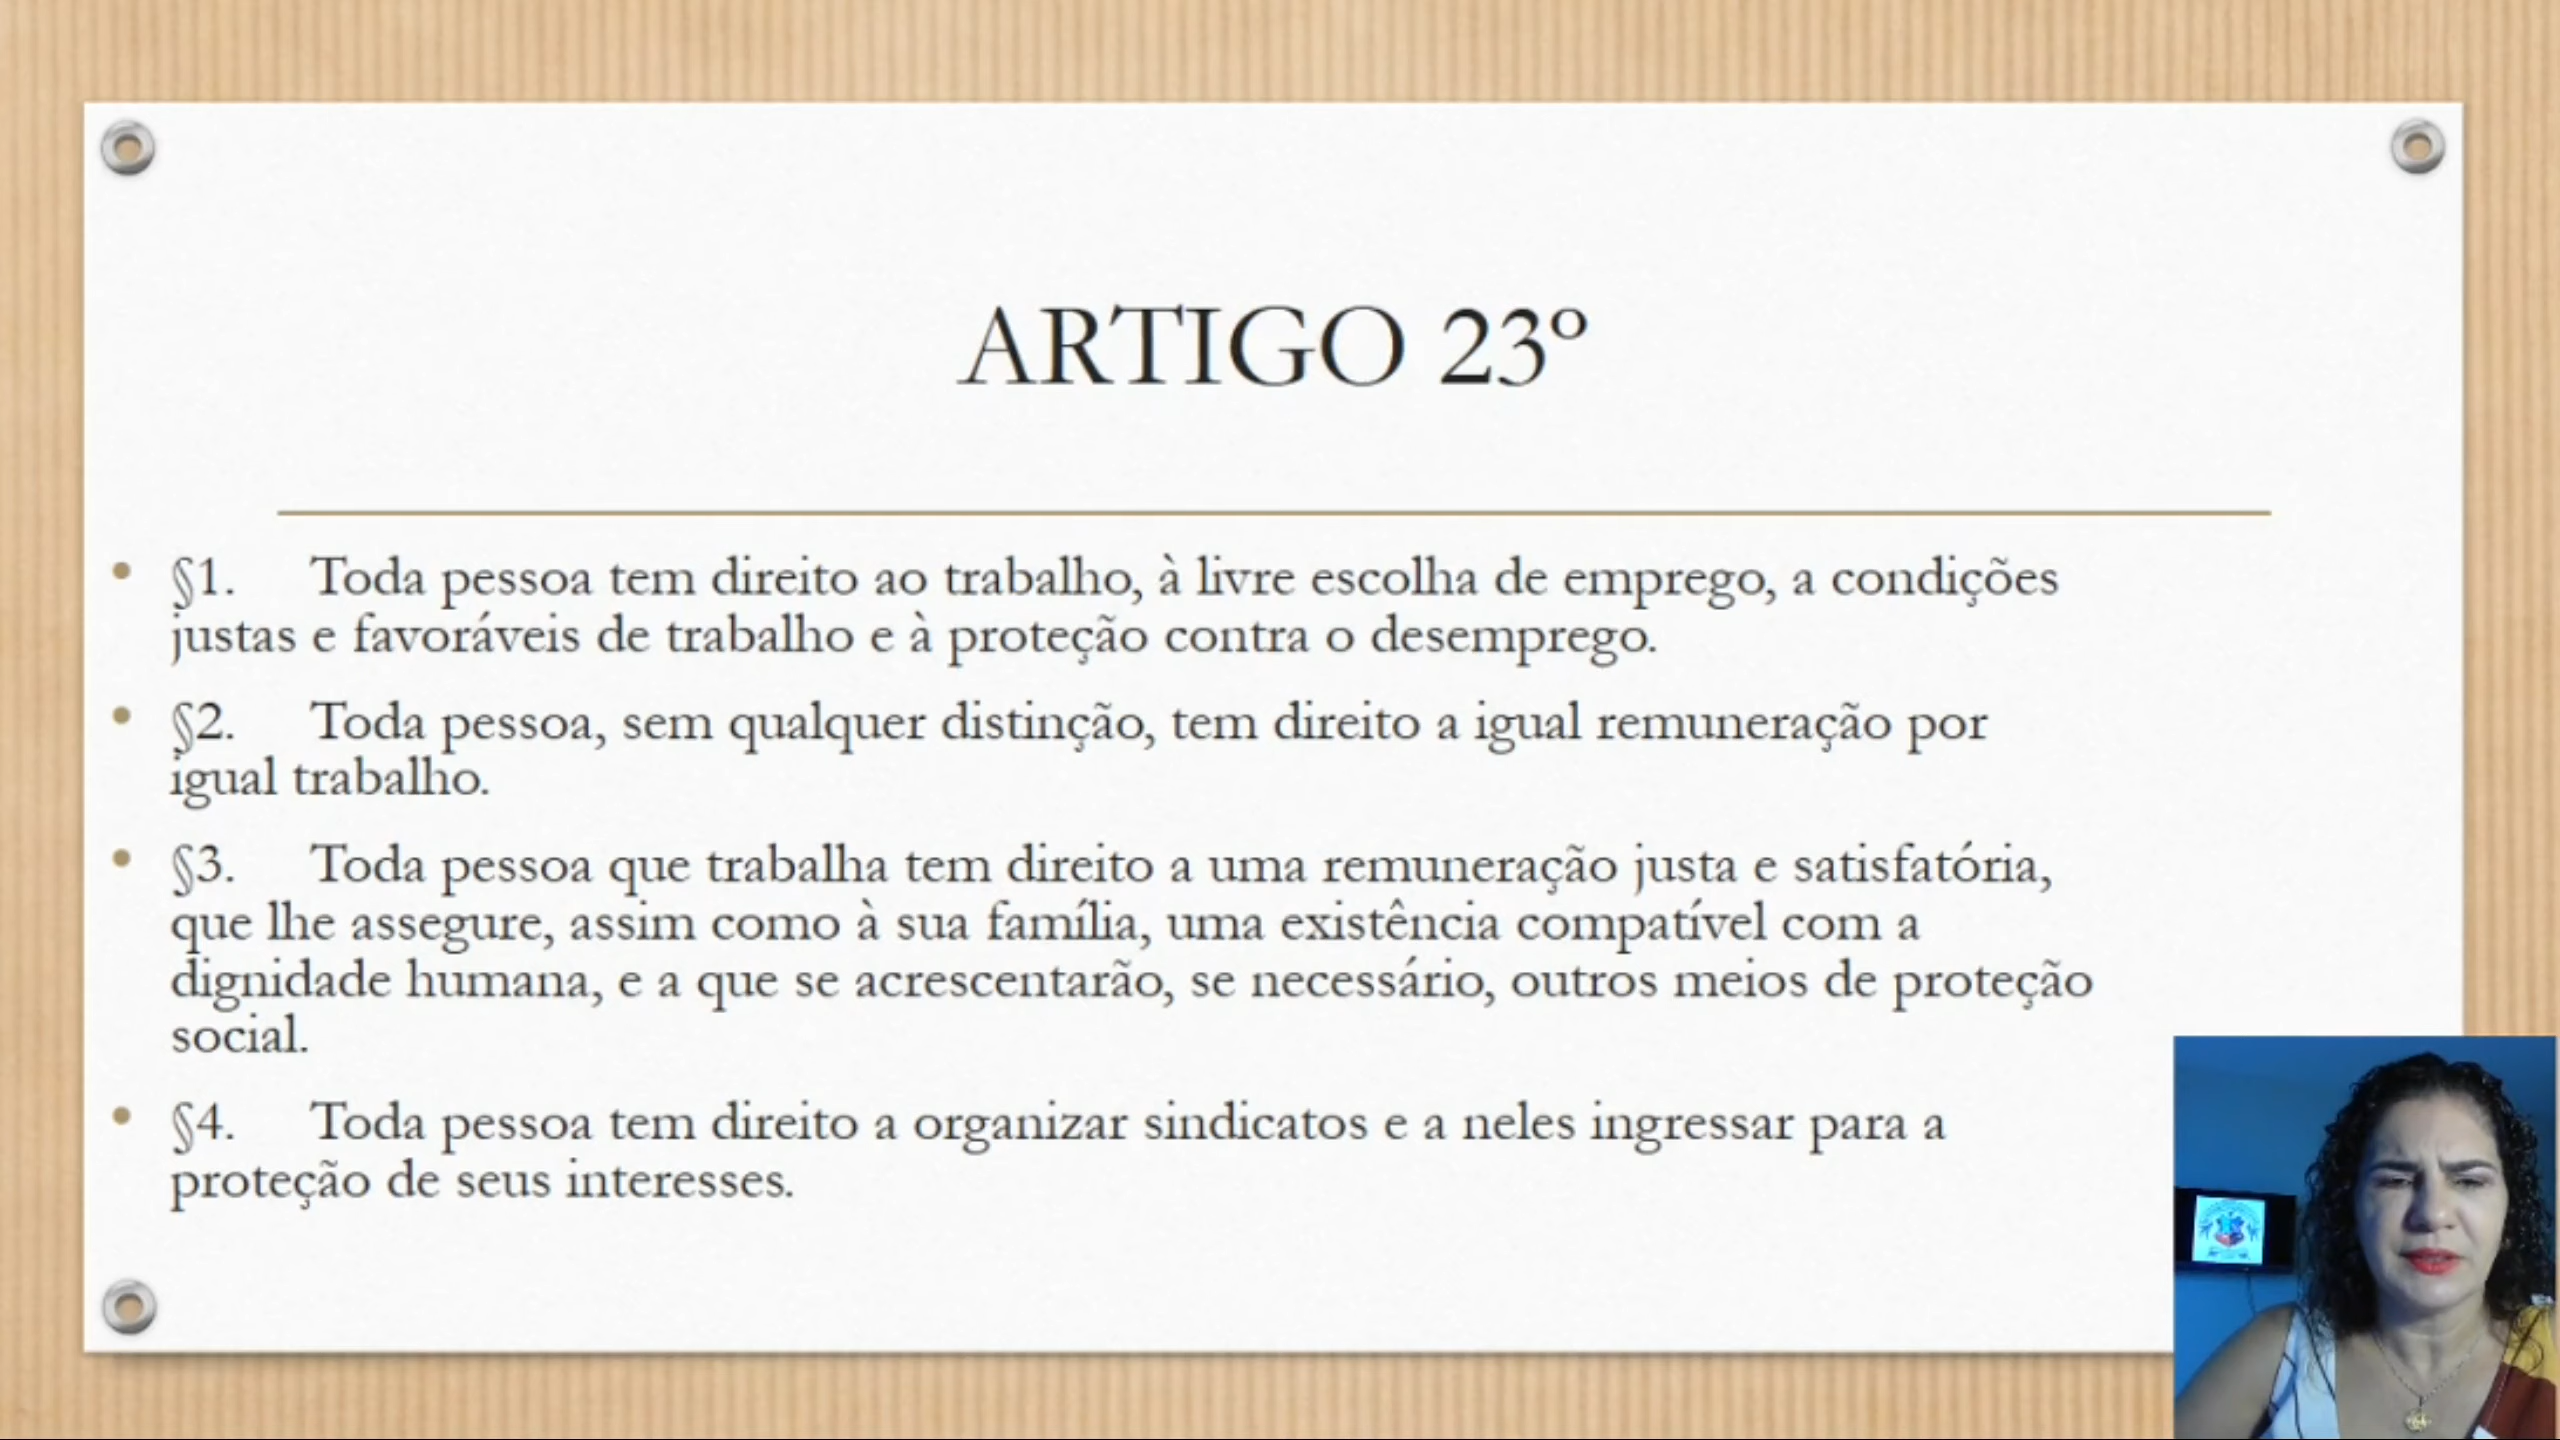 ARTIGO 23º
• §1. Toda pessoa tem direito ao trabalho, à livre escolha de emprego, a condições
justas e favoráveis de trabalho e à proteção contra o desemprego.
• §2. Toda pessoa, sem qualquer distinção, tem direito a igual remuneração por
igual trabalho.
• §3. Toda pessoa que trabalha tem direito a uma remuneração justa e satisfatória,
que lhe assegure, assim como à sua família, uma existência compatível com a
dignidade humana, e a que se acrescentarão, se necessário, outros meios de proteção
social.
• §4. Toda pessoa tem direito a organizar sindicatos e a neles ingressar para a
proteção de seus interesses.